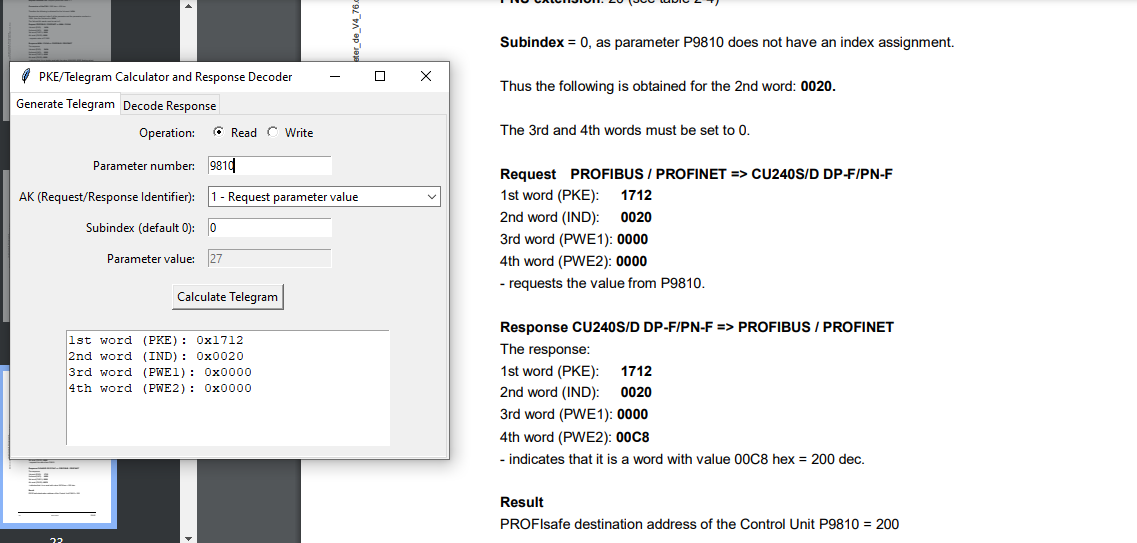 PKE/Telegram Calculator and Response Decoder
Generate Telegram
Decode Response
Operation:
Read
Write
Parameter number:
9810
AK (Request/Response Identifier):
1 - Request parameter value
Subindex (default 0):
0
Parameter value:
27
Calculate Telegram
1st word (PKE): 0x1712
2nd word (IND): 0x0020
3rd word (PWE1): 0x0000
4th word (PWE2): 0x0000
ster_de_V4_76.
23
PNU extension: 20 (see table 2-4)
Subindex = 0, as parameter P9810 does not have an index assignment.
Thus the following is obtained for the 2nd word: 0020.
The 3rd and 4th words must be set to 0.
Request PROFIBUS / PROFINET => CU240S/D DP-F/PN-F
1st word (PKE): 1712
2nd word (IND): 0020
3rd word (PWE1): 0000
4th word (PWE2): 0000
- requests the value from P9810.
Response CU240S/D DP-F/PN-F => PROFIBUS / PROFINET
The response:
1st word (PKE): 1712
2nd word (IND): 0020
3rd word (PWE1): 0000
4th word (PWE2): 00C8
- indicates that it is a word with value 00C8 hex = 200 dec.
Result
PROFIsafe destination address of the Control Unit P9810 = 200